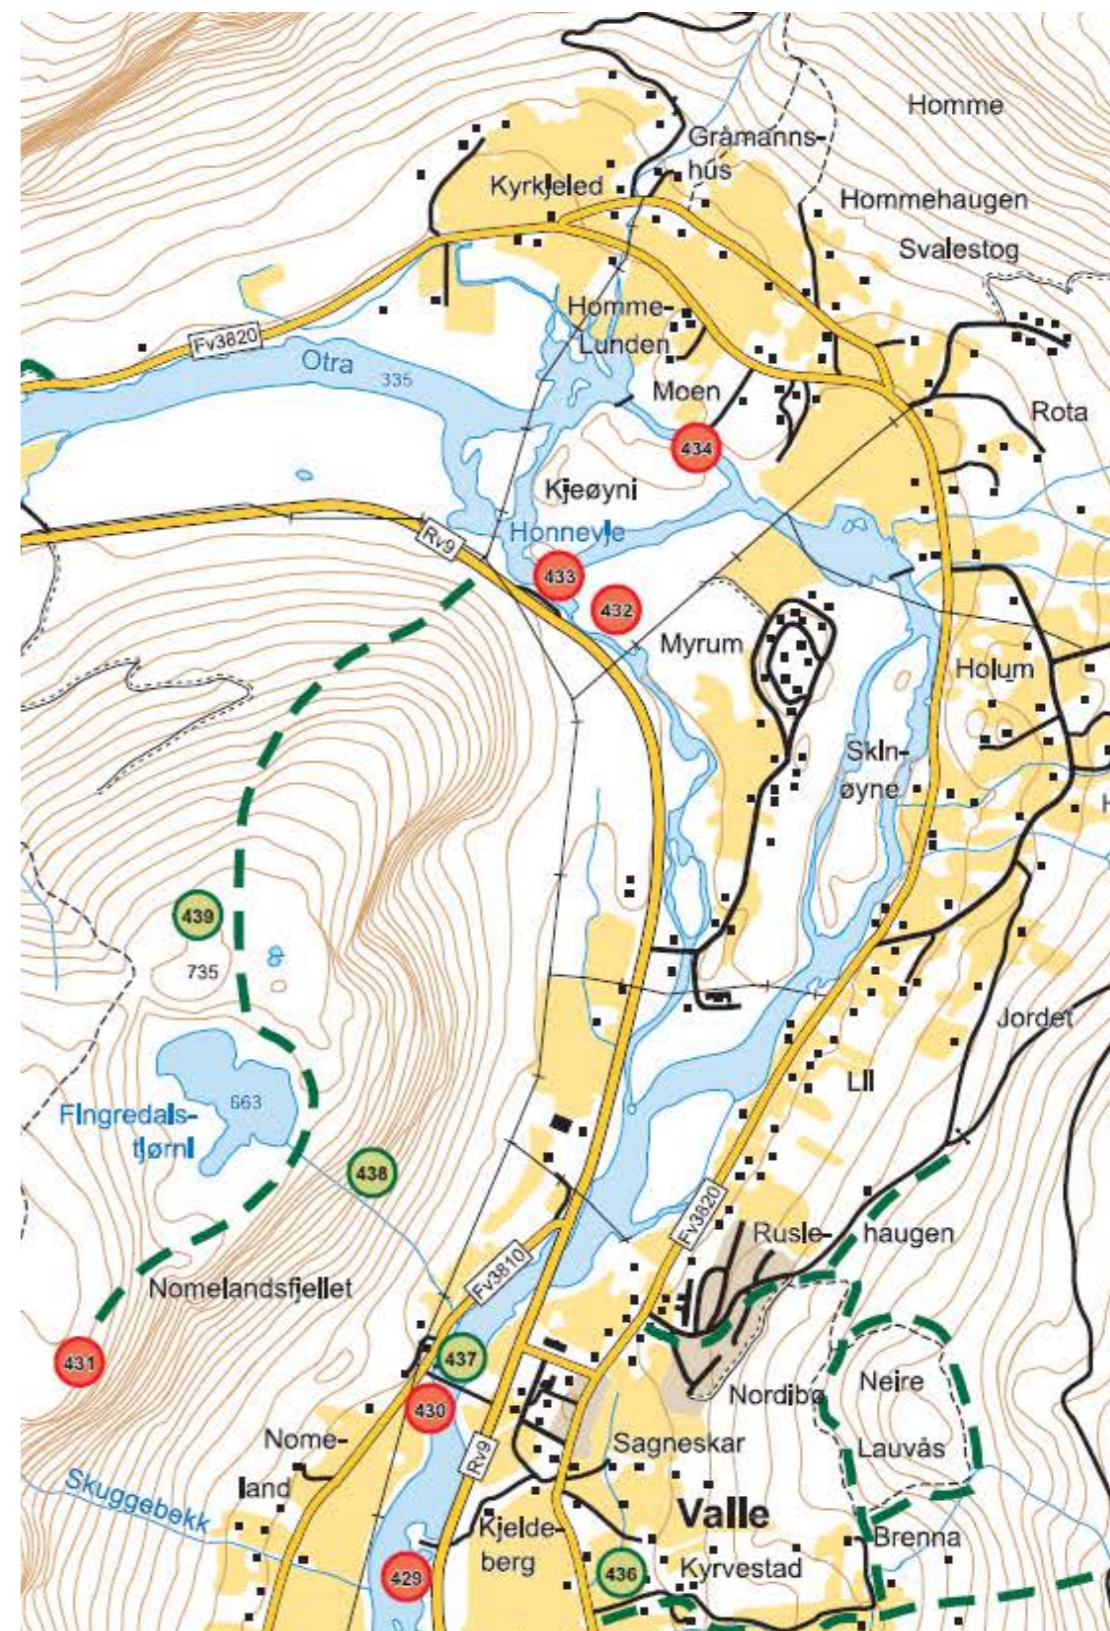 Homme
Gråmanns-
hus
Kyrkjeled
Hommehaugen
Svalestog
Homme-
Lunden
Fv3820
Otra
335
Moen
Rota
434
Kjeøyni
Honnevje
Rv9
433
432
Myrum
Holum
Skin-
øyne
H
439
735
Jordet
Lii
663
Fingredals-
tjørni
438
Fv3820
Rusle-
haugen
Fv3810
Nomelandsfjellet
431
437
Neire
Nordibø
430
Nome-
land
Rv9
Sagneskar
Lauvås
Skuggebekk
Valle
Kjelde-
berg
Brenna
429
436
Kyrvestad